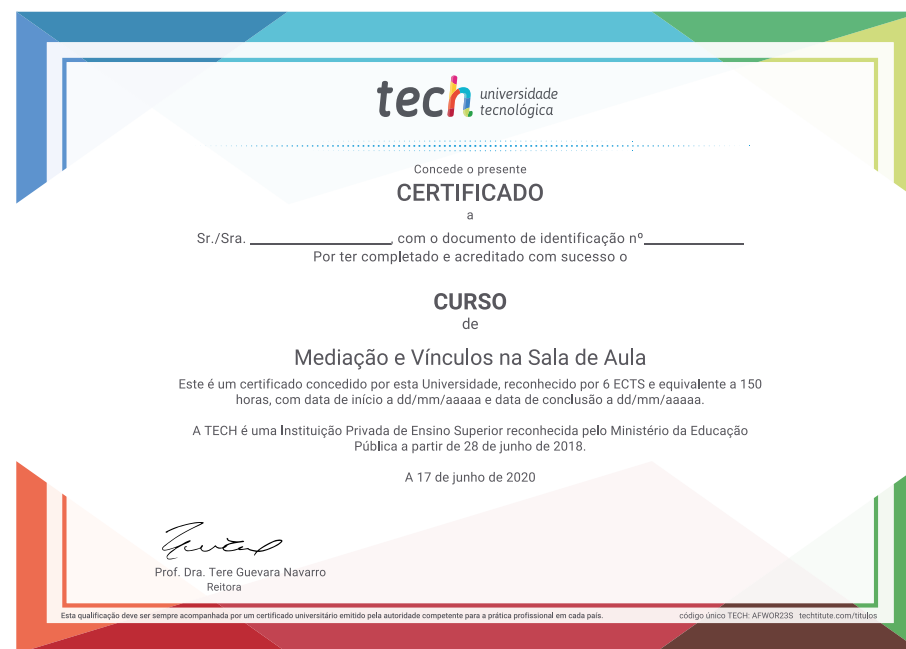 tech universidade
tecnológica
Concede o presente
CERTIFICADO
a
Sr./Sra. ____________________, com o documento de identificação nº______________
Por ter completado e acreditado com sucesso o
CURSO
de
Mediação e Vínculos na Sala de Aula
Este é um certificado concedido por esta Universidade, reconhecido por 6 ECTS e equivalente a 150
horas, com data de início a dd/mm/aaaaa e data de conclusão a dd/mm/aaaaa.
A TECH é uma Instituição Privada de Ensino Superior reconhecida pelo Ministério da Educação
Pública a partir de 28 de junho de 2018.
A 17 de junho de 2020
Prof. Dra. Tere Guevara Navarro
Reitora
Esta qualificação deve ser sempre acompanhada por um certificado universitário emitido pela autoridade competente para a prática profissional em cada país.
código único TECH: AFWOR23S techtitute.com/titulos